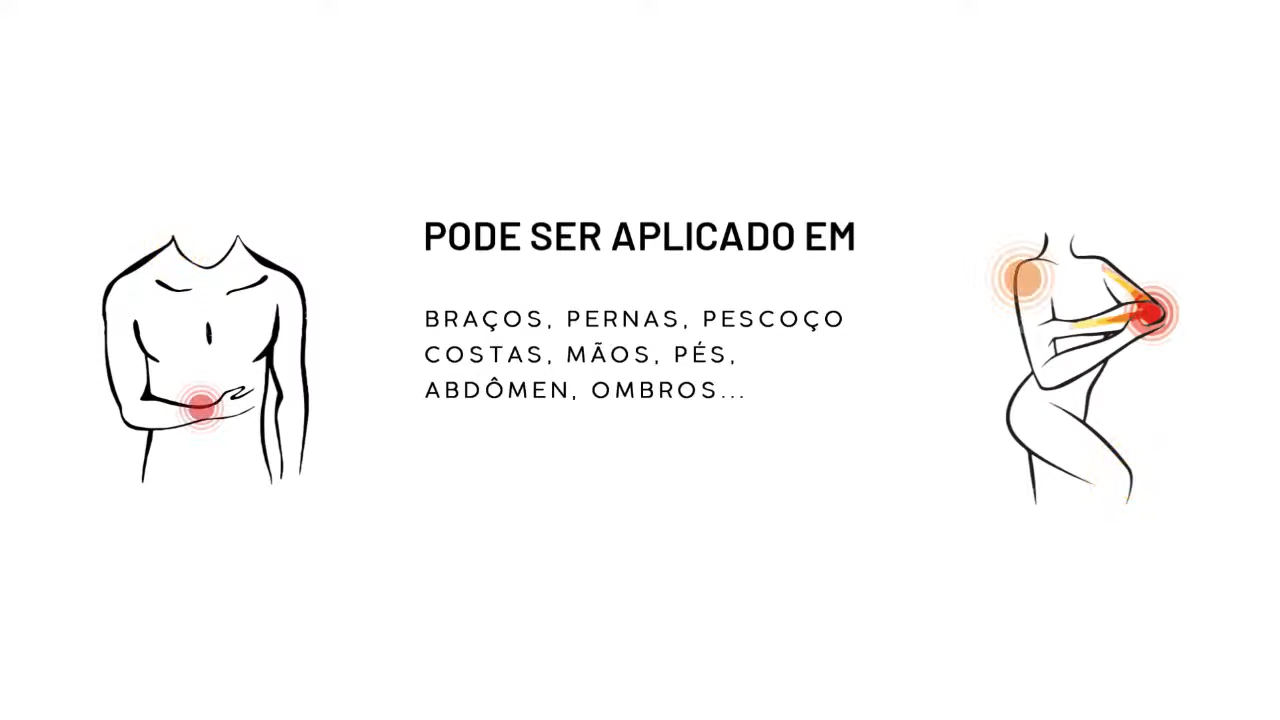 PODE SER APLICADO EM
BRAÇOS, PERNAS, PESCOÇO
COSTAS, MÃOS, PÉS,
ABDÔMEN, OMBROS...